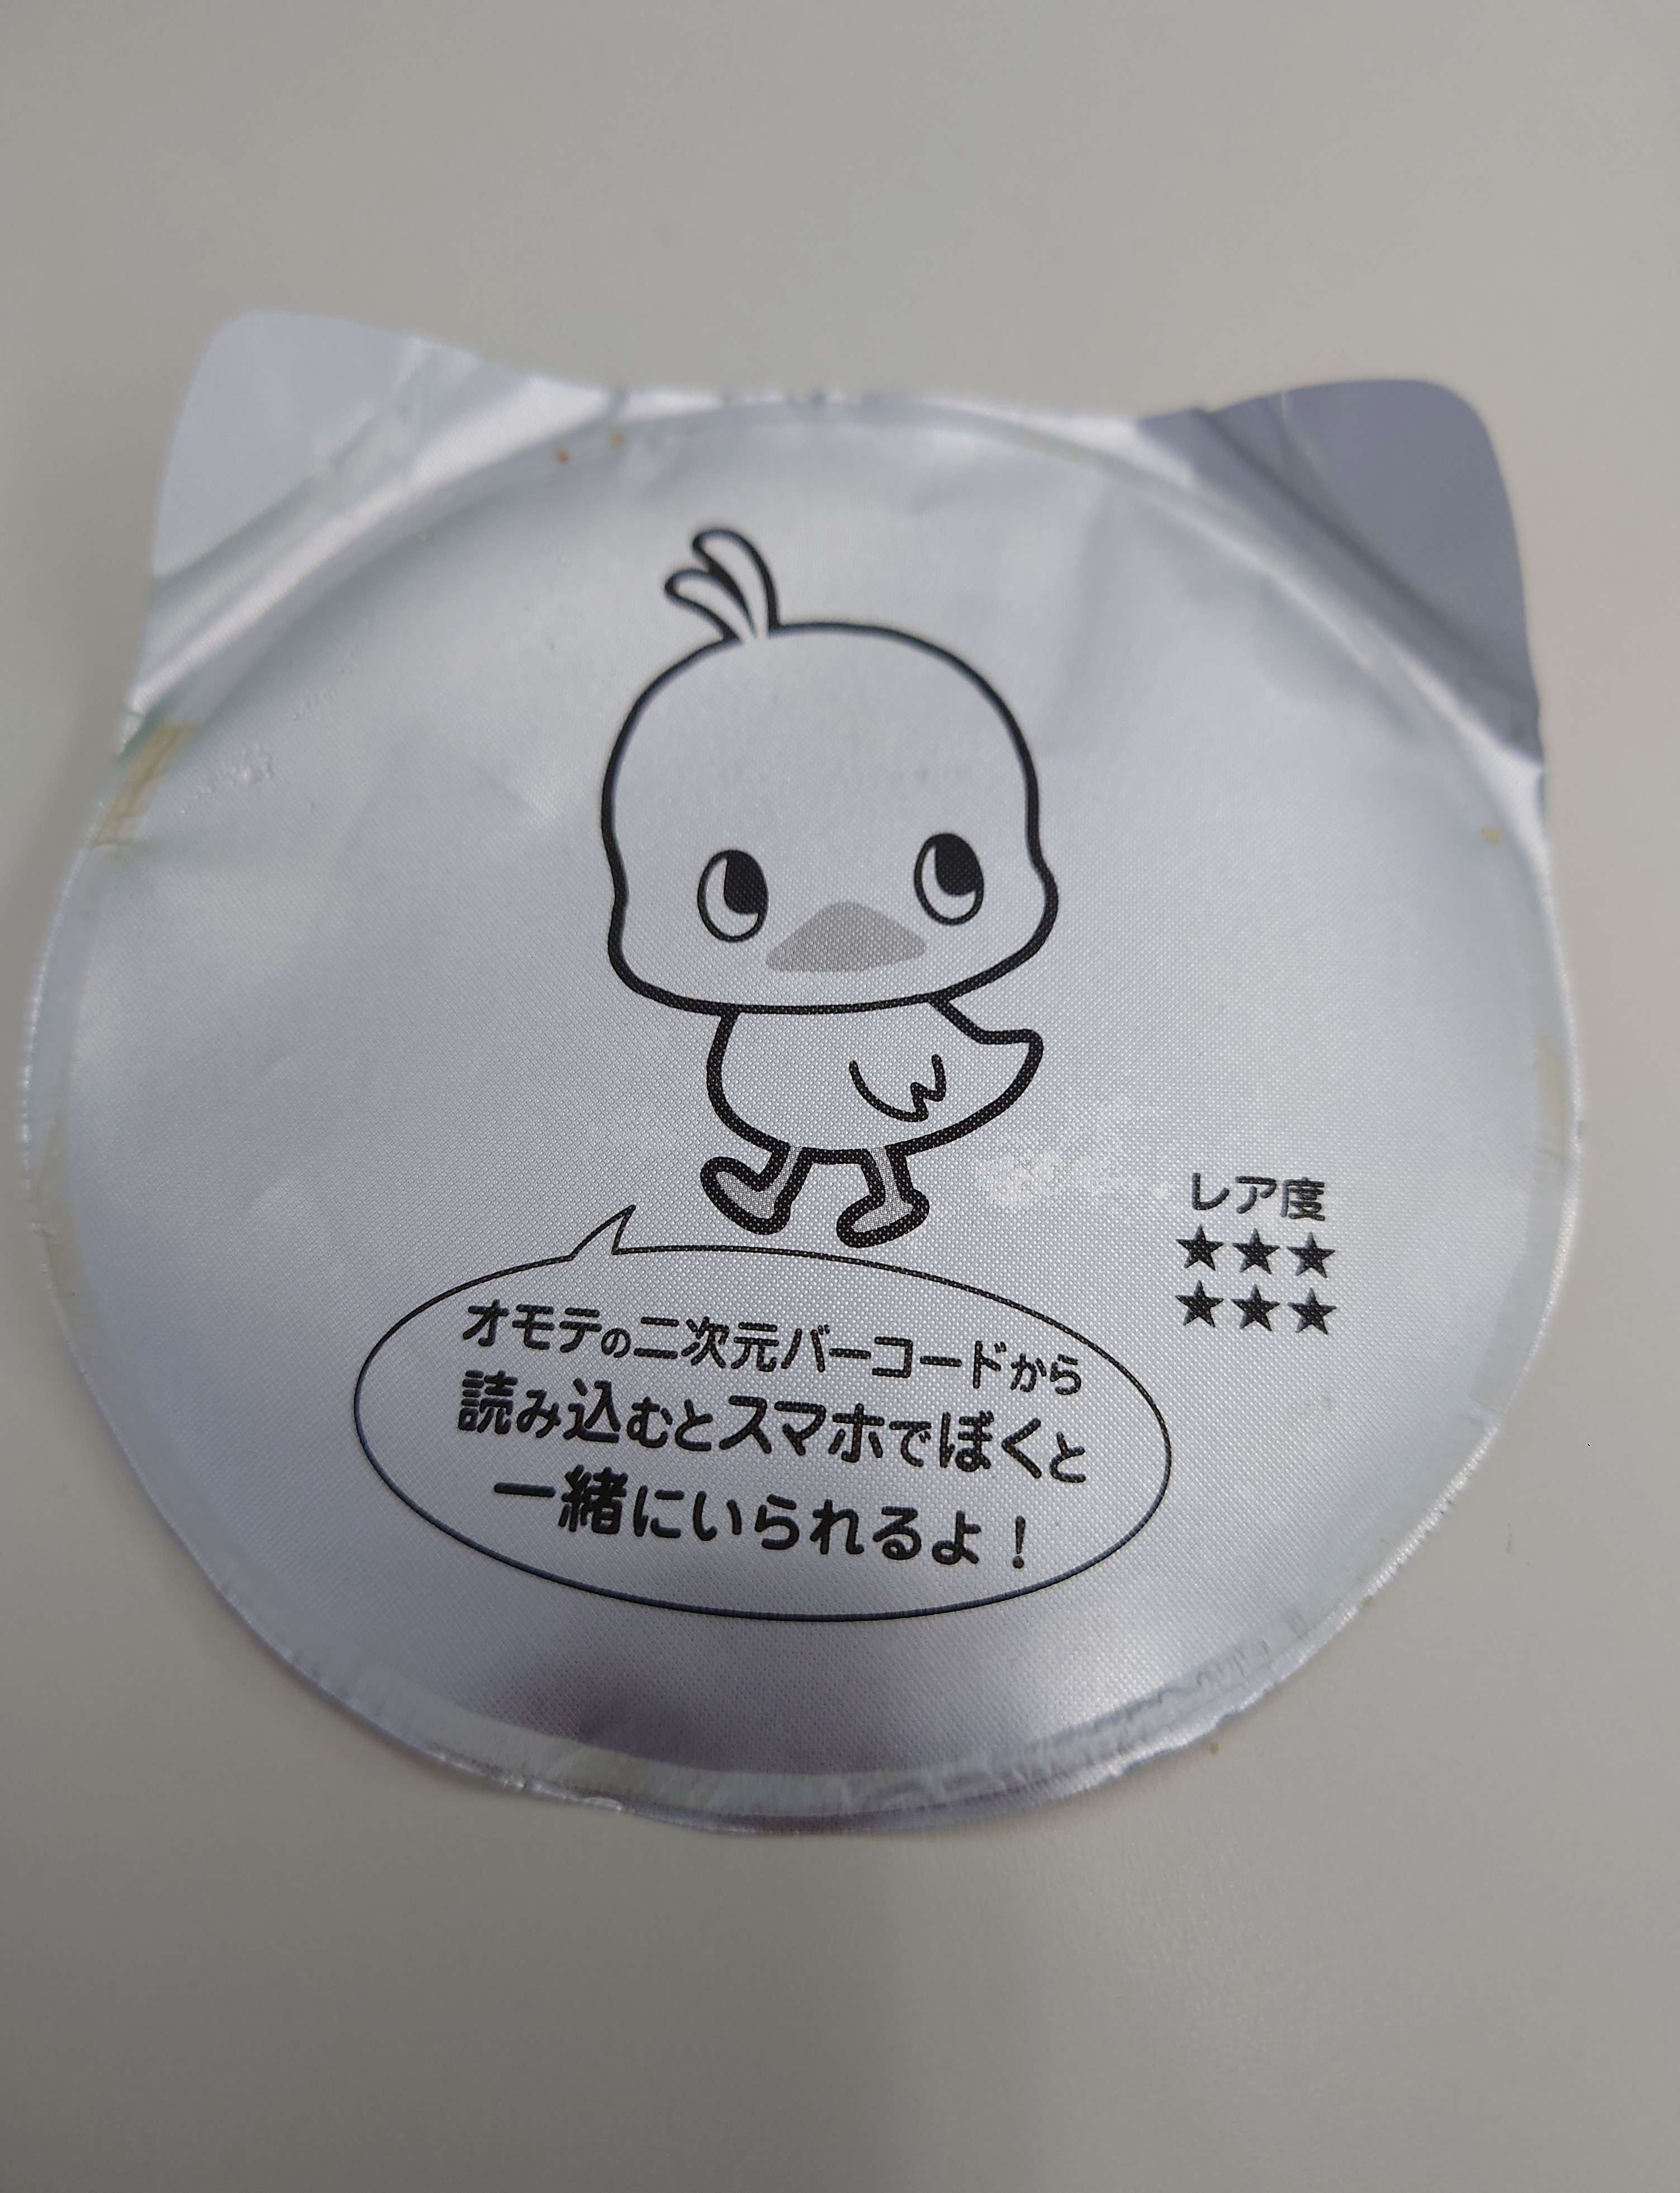 レア度
★★★
★★★
オモテの二次元バーコードから
読み込むとスマホでぼくと
一緒にいられるよ！